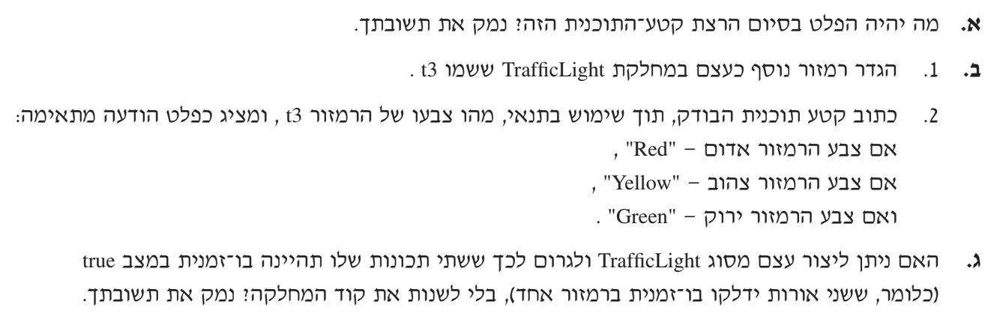 א. מה יהיה הפלט בסיום הרצת קטע־התוכנית הזה? נמק את תשובתך.
ב. 1. הגדר רמזור נוסף כעצם במחלקת TrafficLight ששמו t3 .
2. כתוב קטע תוכנית הבודק, תוך שימוש בתנאי, מהו צבעו של הרמזור t3 , ומציג כפלט הודעה מתאימה:
אם צבע הרמזור אדום – "Red" ,
אם צבע הרמזור צהוב – "Yellow" ,
ואם צבע הרמזור ירוק – "Green" .
ג. האם ניתן ליצור עצם מסוג TrafficLight ולגרום לכך ששתי תכונות שלו תהיינה בו־זמנית במצב true
(כלומר, ששני אורות ידלקו בו־זמנית ברמזור אחד), בלי לשנות את קוד המחלקה? נמק את תשובתך.